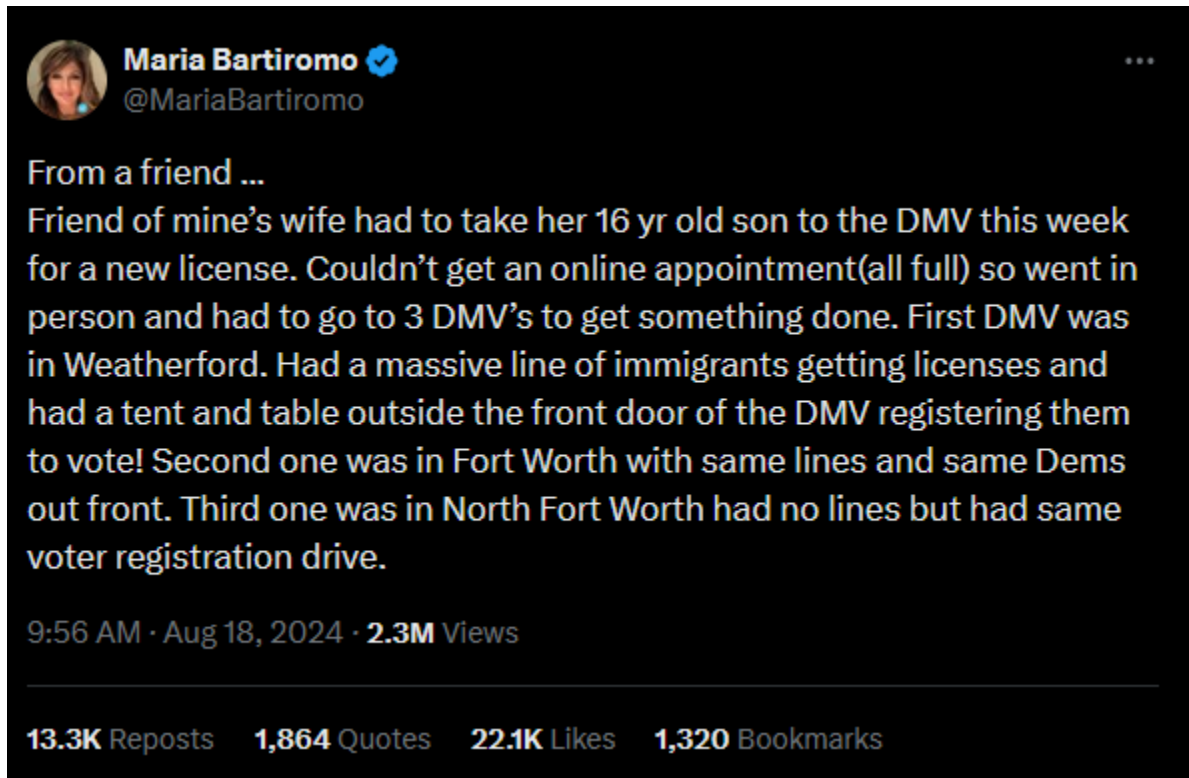 Maria Bartiromo
@MariaBartiromo
From a friend ...
Friend of mine’s wife had to take her 16 yr old son to the DMV this week
for a new license. Couldn’t get an online appointment(all full) so went in
person and had to go to 3 DMV’s to get something done. First DMV was
in Weatherford. Had a massive line of immigrants getting licenses and
had a tent and table outside the front door of the DMV registering them
to vote! Second one was in Fort Worth with same lines and same Dems
out front. Third one was in North Fort Worth had no lines but had same
voter registration drive.
9:56 AM · Aug 18, 2024 · 2.3M Views
13.3K Reposts 1,864 Quotes 22.1K Likes 1,320 Bookmarks